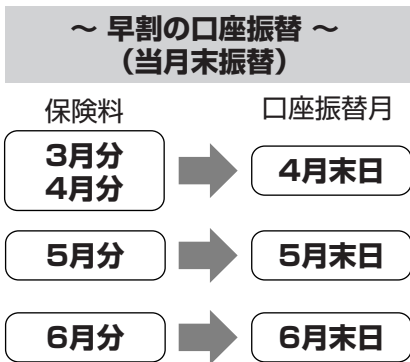 ～ 早割の口座振替 ～
（当月末振替）
保険料 口座振替月
3月分
4月分
4月末日
5月分 5月末日
6月分 6月末日